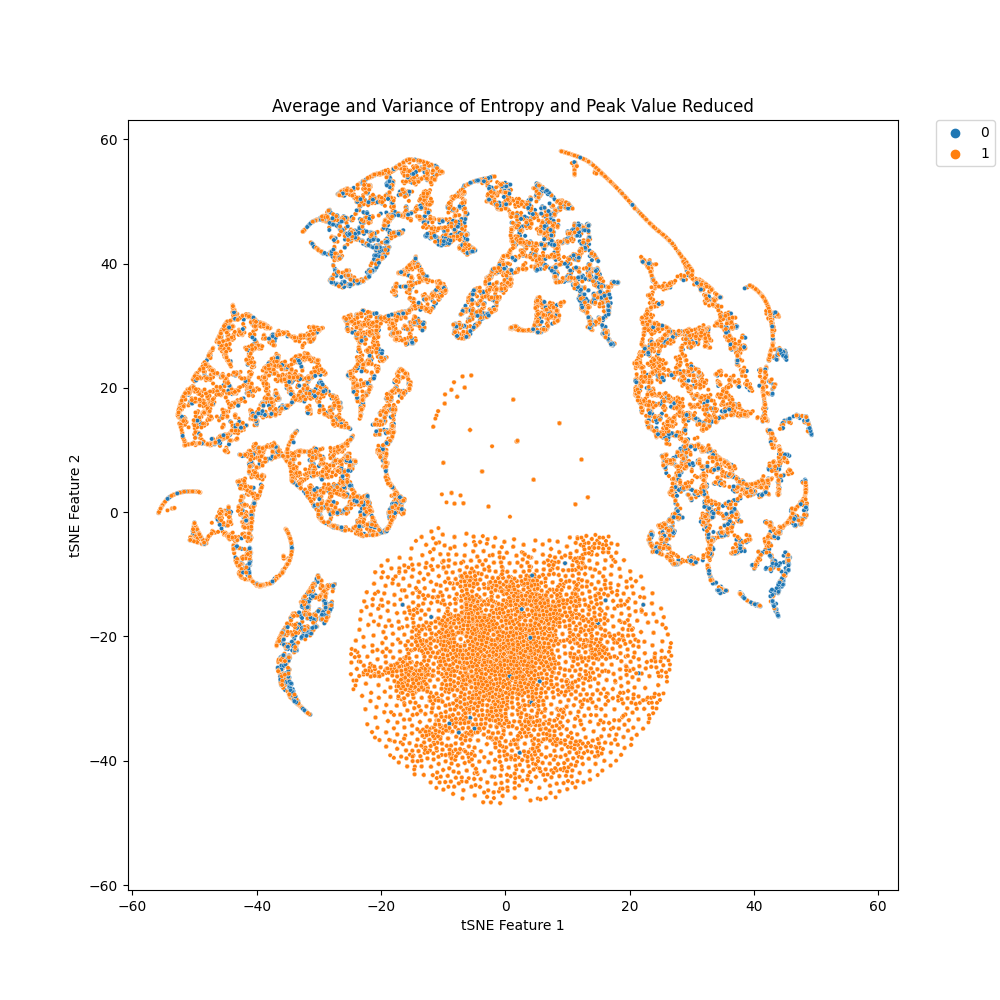 Average and Variance of Entropy and Peak Value Reduced
0
1
60
40
20
0
−20
−40
−60
tSNE Feature 2
−60 −40 −20 0 20 40 60
tSNE Feature 1